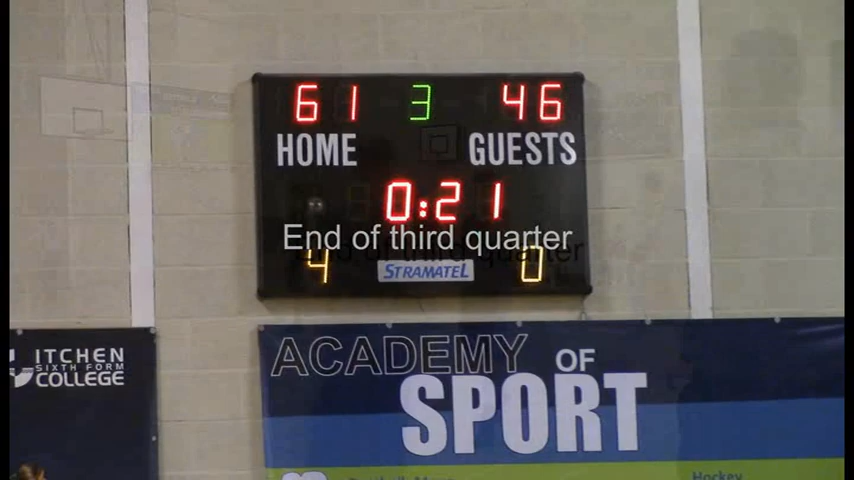 61 3 46
HOME GUESTS
0:21
End of third quarter
4 0
STRAMATEL
ITCHEN
SIXTH FORM
COLLEGE
ACADEMY OF
SPORT
Hockey